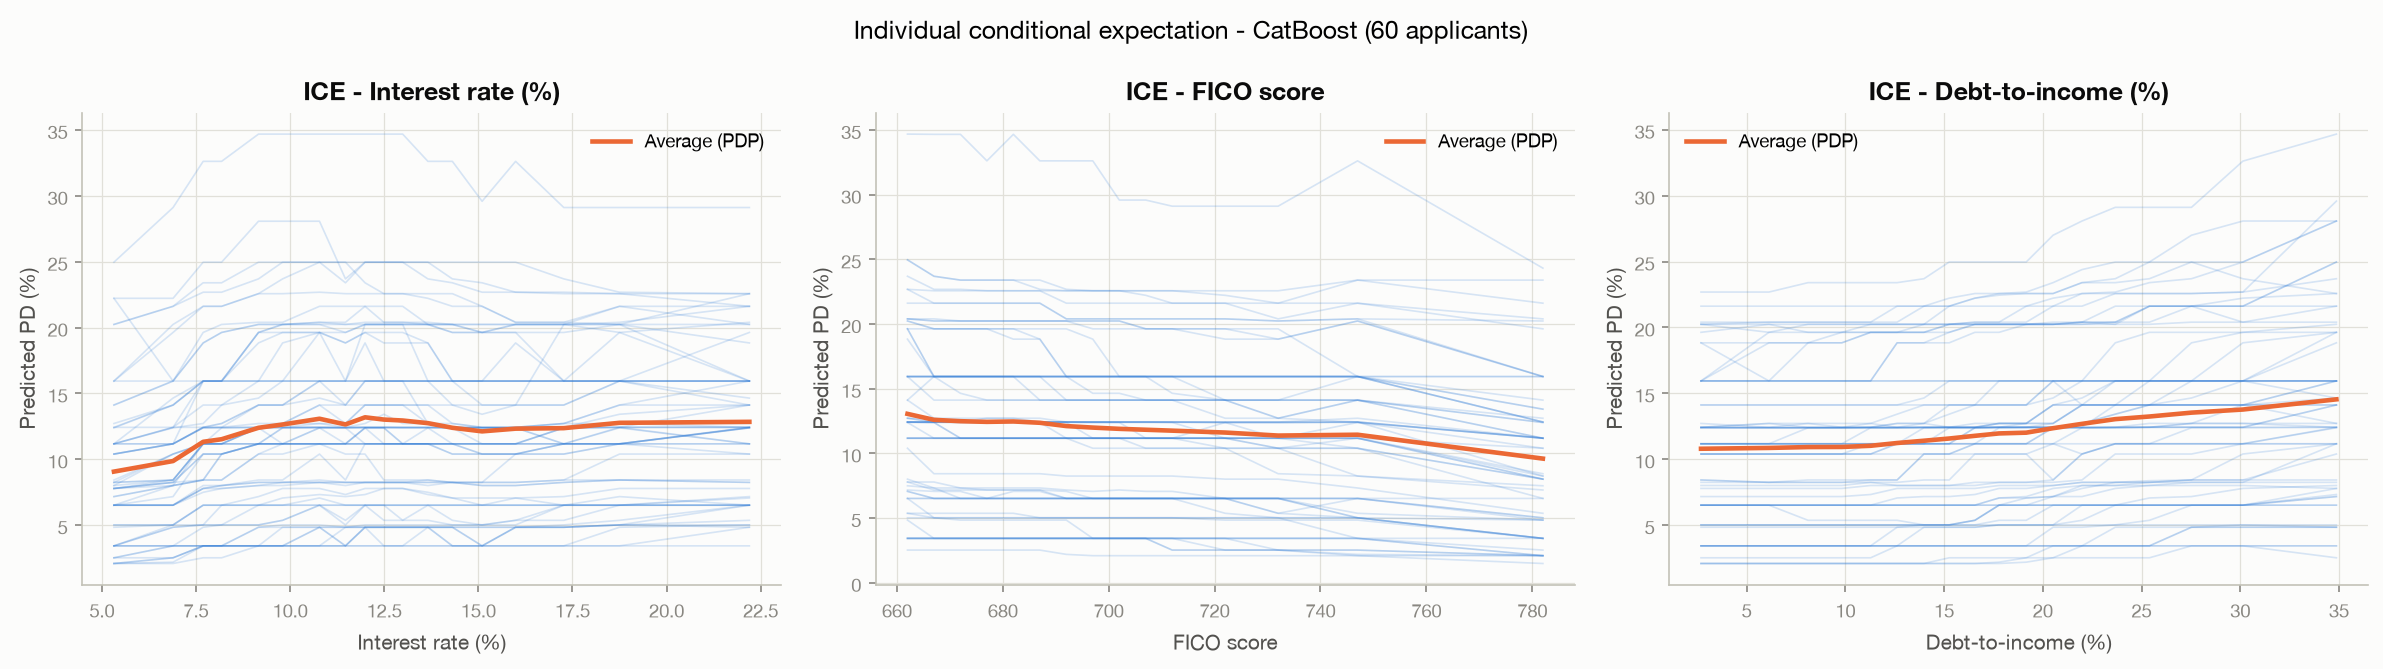 Individual conditional expectation - CatBoost (60 applicants)
ICE - Interest rate (%)
Average (PDP)
Predicted PD (%)
35
30
25
20
15
10
5
5.0 7.5 10.0 12.5 15.0 17.5 20.0 22.5
Interest rate (%)
ICE - FICO score
Average (PDP)
Predicted PD (%)
35
30
25
20
15
10
5
0
660 680 700 720 740 760 780
FICO score
ICE - Debt-to-income (%)
Average (PDP)
Predicted PD (%)
35
30
25
20
15
10
5
5 10 15 20 25 30 35
Debt-to-income (%)